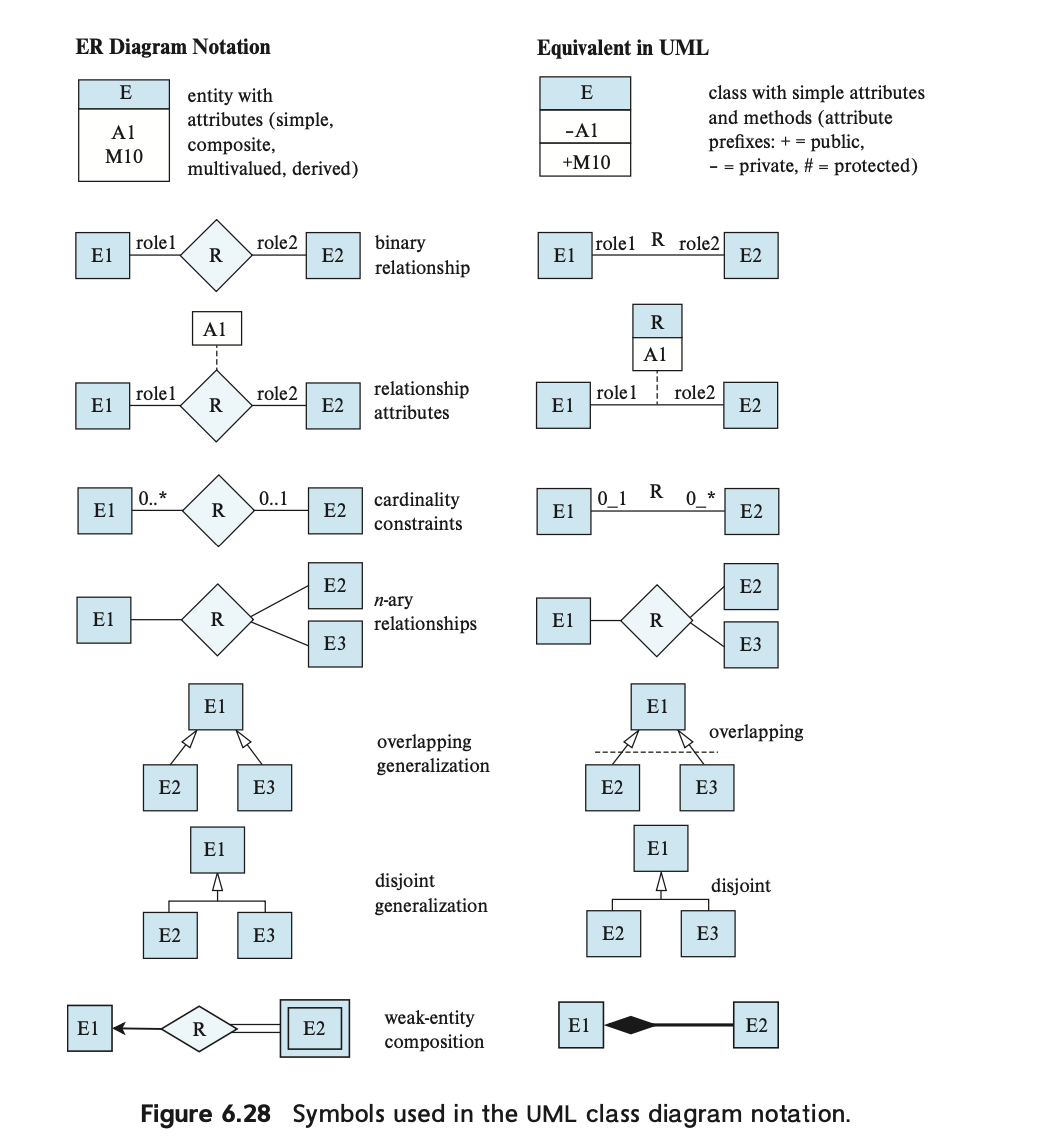 ER Diagram Notation
Equivalent in UML
E
A1
M10
entity with
attributes (simple,
composite,
multivalued, derived)
E
–A1
+M10
class with simple attributes
and methods (attribute
prefixes: + = public,
– = private, # = protected)
E1
role1
R
role2
E2
binary
relationship
E1
role1
R
role2
E2
A1
E1
role1
R
role2
E2
relationship
attributes
R
A1
E1
role1
role2
E2
E1
0..*
R
0..1
E2
cardinality
constraints
E1
0_1
R
0_*
E2
E1
R
E2
E3
n-ary
relationships
E1
R
E2
E3
E1
E2
E3
overlapping
generalization
E1
overlapping
E2
E3
E1
E2
E3
disjoint
generalization
E1
disjoint
E2
E3
E1
R
E2
weak-entity
composition
E1
E2
Figure 6.28 Symbols used in the UML class diagram notation.